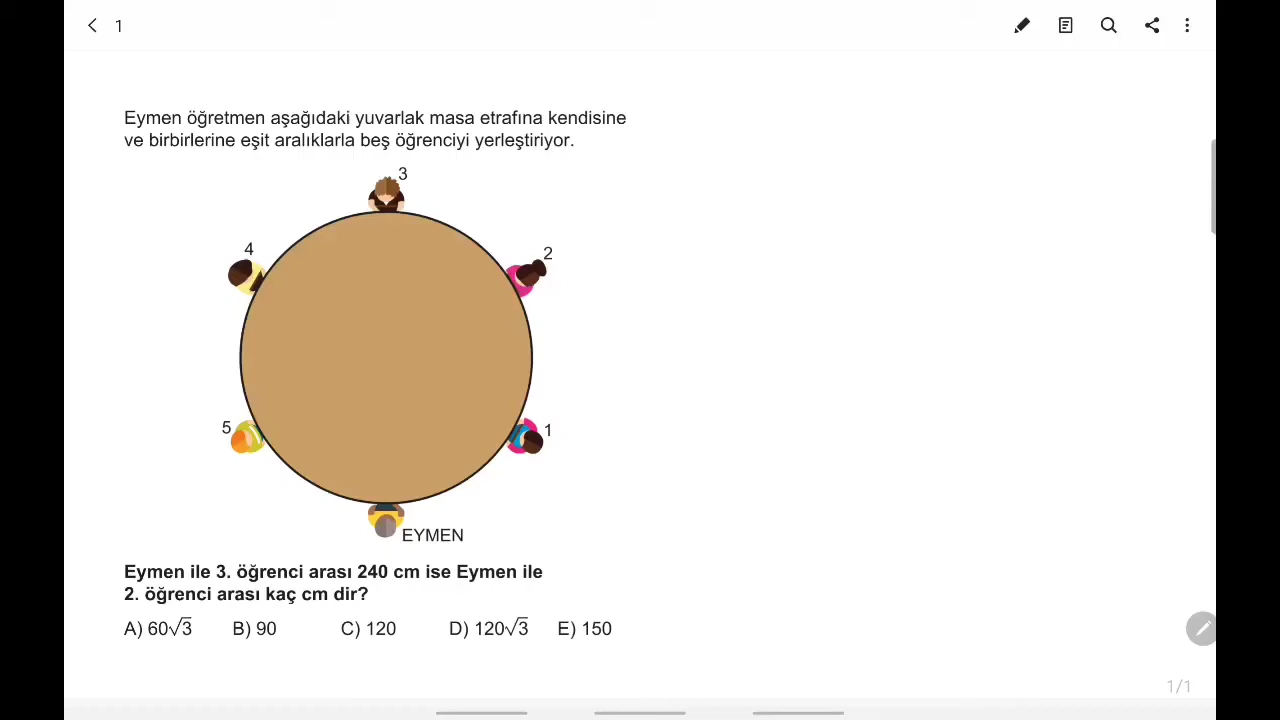 1
Eymen öğretmen aşağıdaki yuvarlak masa etrafına kendisine
ve birbirlerine eşit aralıklarla beş öğrenciyi yerleştiriyor.
3
4
2
5
1
EYMEN
Eymen ile 3. öğrenci arası 240 cm ise Eymen ile
2. öğrenci arası kaç cm dir?
A) 60√3 B) 90 C) 120 D) 120√3 E) 150
1/1